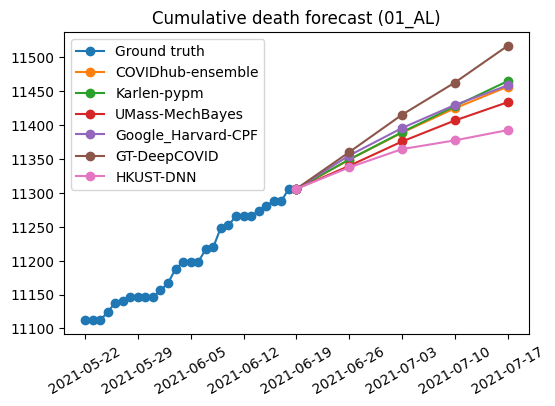 Cumulative death forecast (01_AL)
Ground truth
COVIDhub-ensemble
Karlen-pypm
UMass-MechBayes
Google_Harvard-CPF
GT-DeepCOVID
HKUST-DNN
11500
11450
11400
11350
11300
11250
11200
11150
11100
2021-05-22
2021-05-29
2021-06-05
2021-06-12
2021-06-19
2021-06-26
2021-07-03
2021-07-10
2021-07-17